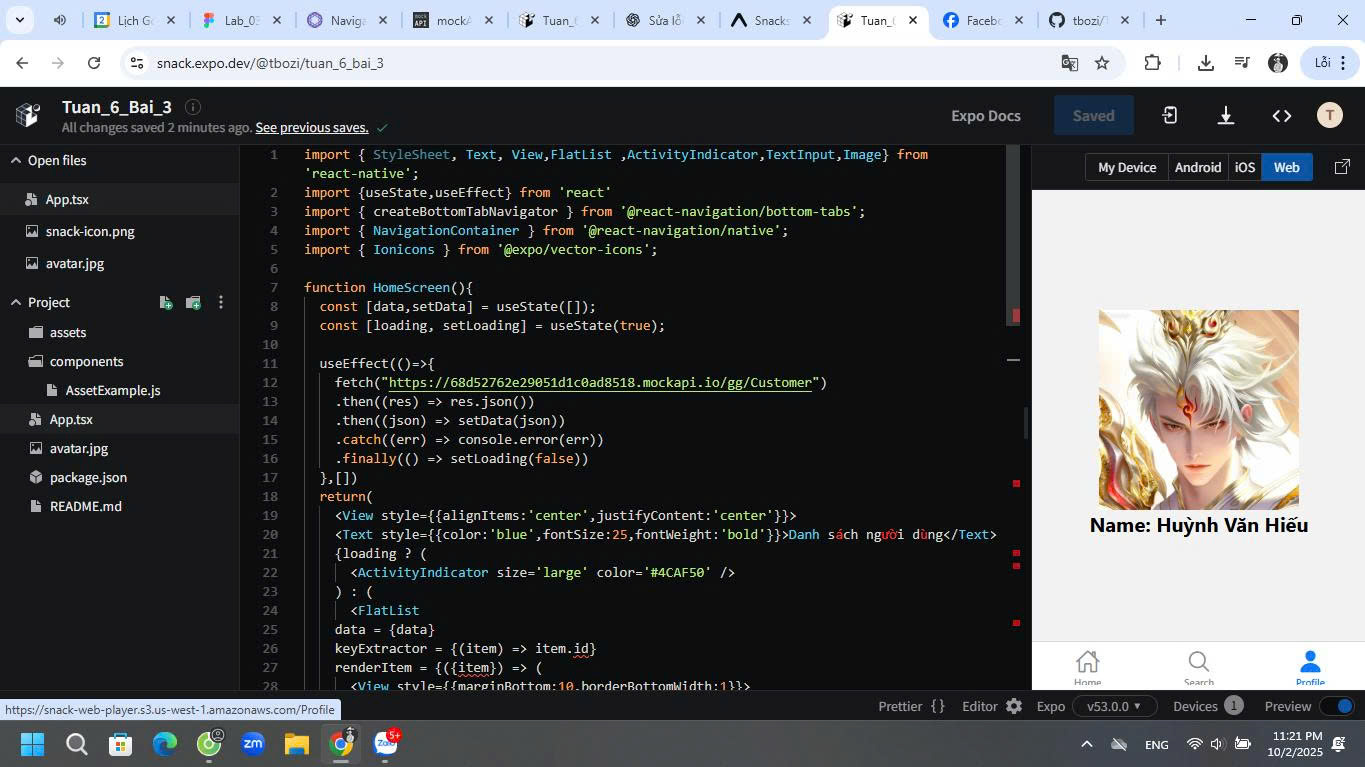 Lịch Gd
Lab_03
Naviga
mockA
Tuan_6
Sửa lỗ
Snacks
Tuan_6
Facebo
tbozi/T
snack.expo.dev/@tbozi/tuan_6_bai_3
Lỗi
Tuan_6_Bai_3
All changes saved 2 minutes ago. See previous saves.
Expo Docs
Saved
T
Open files
App.tsx
snack-icon.png
avatar.jpg
Project
assets
components
AssetExample.js
App.tsx
avatar.jpg
package.json
README.md
1 import { StyleSheet, Text, View,FlatList ,ActivityIndicator,TextInput,Image} from
'react-native';
2 import {useState,useEffect} from 'react'
3 import { createBottomTabNavigator } from '@react-navigation/bottom-tabs';
4 import { NavigationContainer } from '@react-navigation/native';
5 import { Ionicons } from '@expo/vector-icons';
6
7 function HomeScreen(){
8 const [data,setData] = useState([]);
9 const [loading, setLoading] = useState(true);
10
11 useEffect(()=>{
12 fetch("https://68d52762e29051d1c0ad8518.mockapi.io/gg/Customer")
13 .then((res) => res.json())
14 .then((json) => setData(json))
15 .catch((err) => console.error(err))
16 .finally(() => setLoading(false))
17 },[])
18 return(
19 <View style={{alignItems:'center',justifyContent:'center'}}>
20 <Text style={{color:'blue',fontSize:25,fontWeight:'bold'}}>Danh sách người dùng</Text>
21 {loading ? (
22 <ActivityIndicator size='large' color='#4CAF50' />
23 ) : (
24 <FlatList
25 data = {data}
26 keyExtractor = {(item) => item.id}
27 renderItem = {({item}) => (
28 <View style={{marginBottom:10,borderBottomWidth:1}}>
My Device
Android
iOS
Web
Name: Huỳnh Văn Hiếu
Home
Search
Profile
https://snack-web-player.s3.us-west-1.amazonaws.com/Profile
Prettier { }
Editor
Expo
v53.0.0
Devices 1
Preview
zm
Zalo
5+
ENG
11:21 PM
10/2/2025